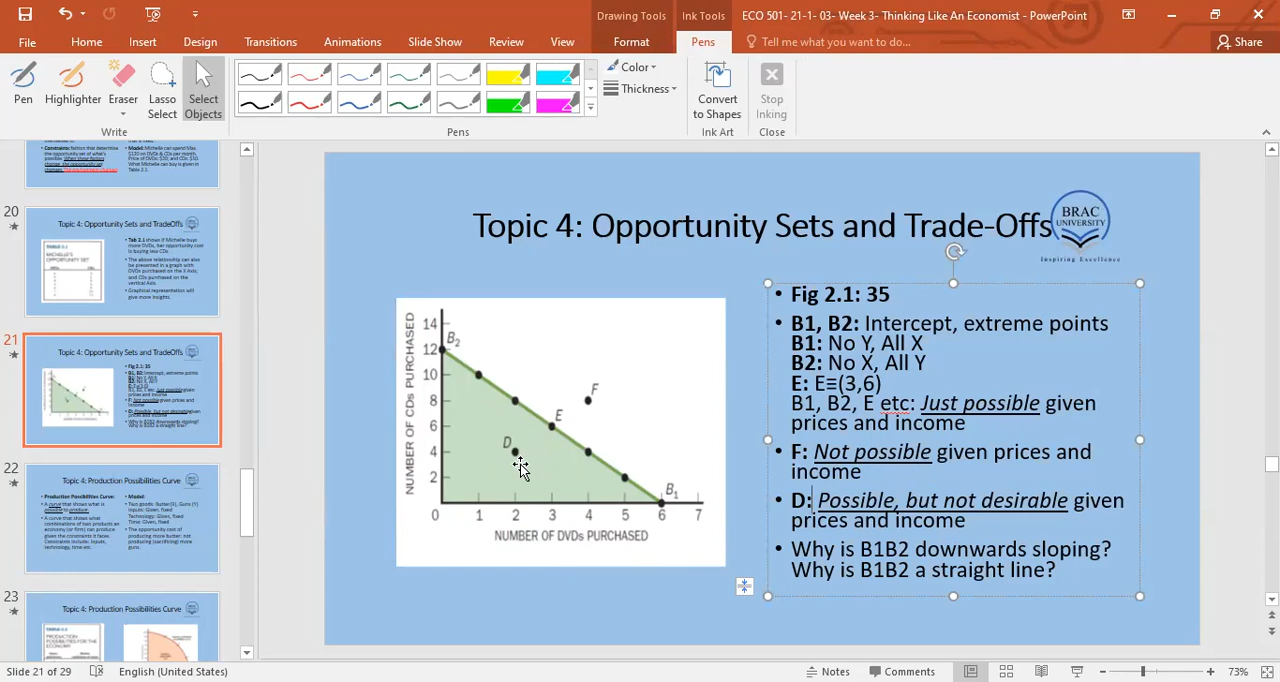 Drawing Tools
Ink Tools
ECO 501- 21-1- 03- Week 3- Thinking Like An Economist - PowerPoint
File
Home
Insert
Design
Transitions
Animations
Slide Show
Review
View
Format
Pens
Tell me what you want to do...
Share
Pen
Highlighter
Eraser
Lasso
Select
Select
Objects
Color
Thickness
Convert
to Shapes
Stop
Inking
Write
Pens
Ink Art
Close
20
Topic 4: Opportunity Sets and Trade-Offs
21
Topic 4: Opportunity Sets and Trade-Offs
22
Topic 4: Production Possibilities Curve
23
Topic 4: Production Possibilities Curve
Topic 4: Opportunity Sets and Trade-Offs
BRAC
UNIVERSITY
Inspiring Excellence
NUMBER OF CDs PURCHASED
14
12
10
8
6
4
2
0
1
2
3
4
5
6
7
B2
F
E
D
B1
NUMBER OF DVDs PURCHASED
• Fig 2.1: 35
• B1, B2: Intercept, extreme points
B1: No Y, All X
B2: No X, All Y
E: E≡(3,6)
B1, B2, E etc: Just possible given
prices and income
• F: Not possible given prices and
income
• D: Possible, but not desirable given
prices and income
• Why is B1B2 downwards sloping?
Why is B1B2 a straight line?
Slide 21 of 29
English (United States)
Notes
Comments
73%